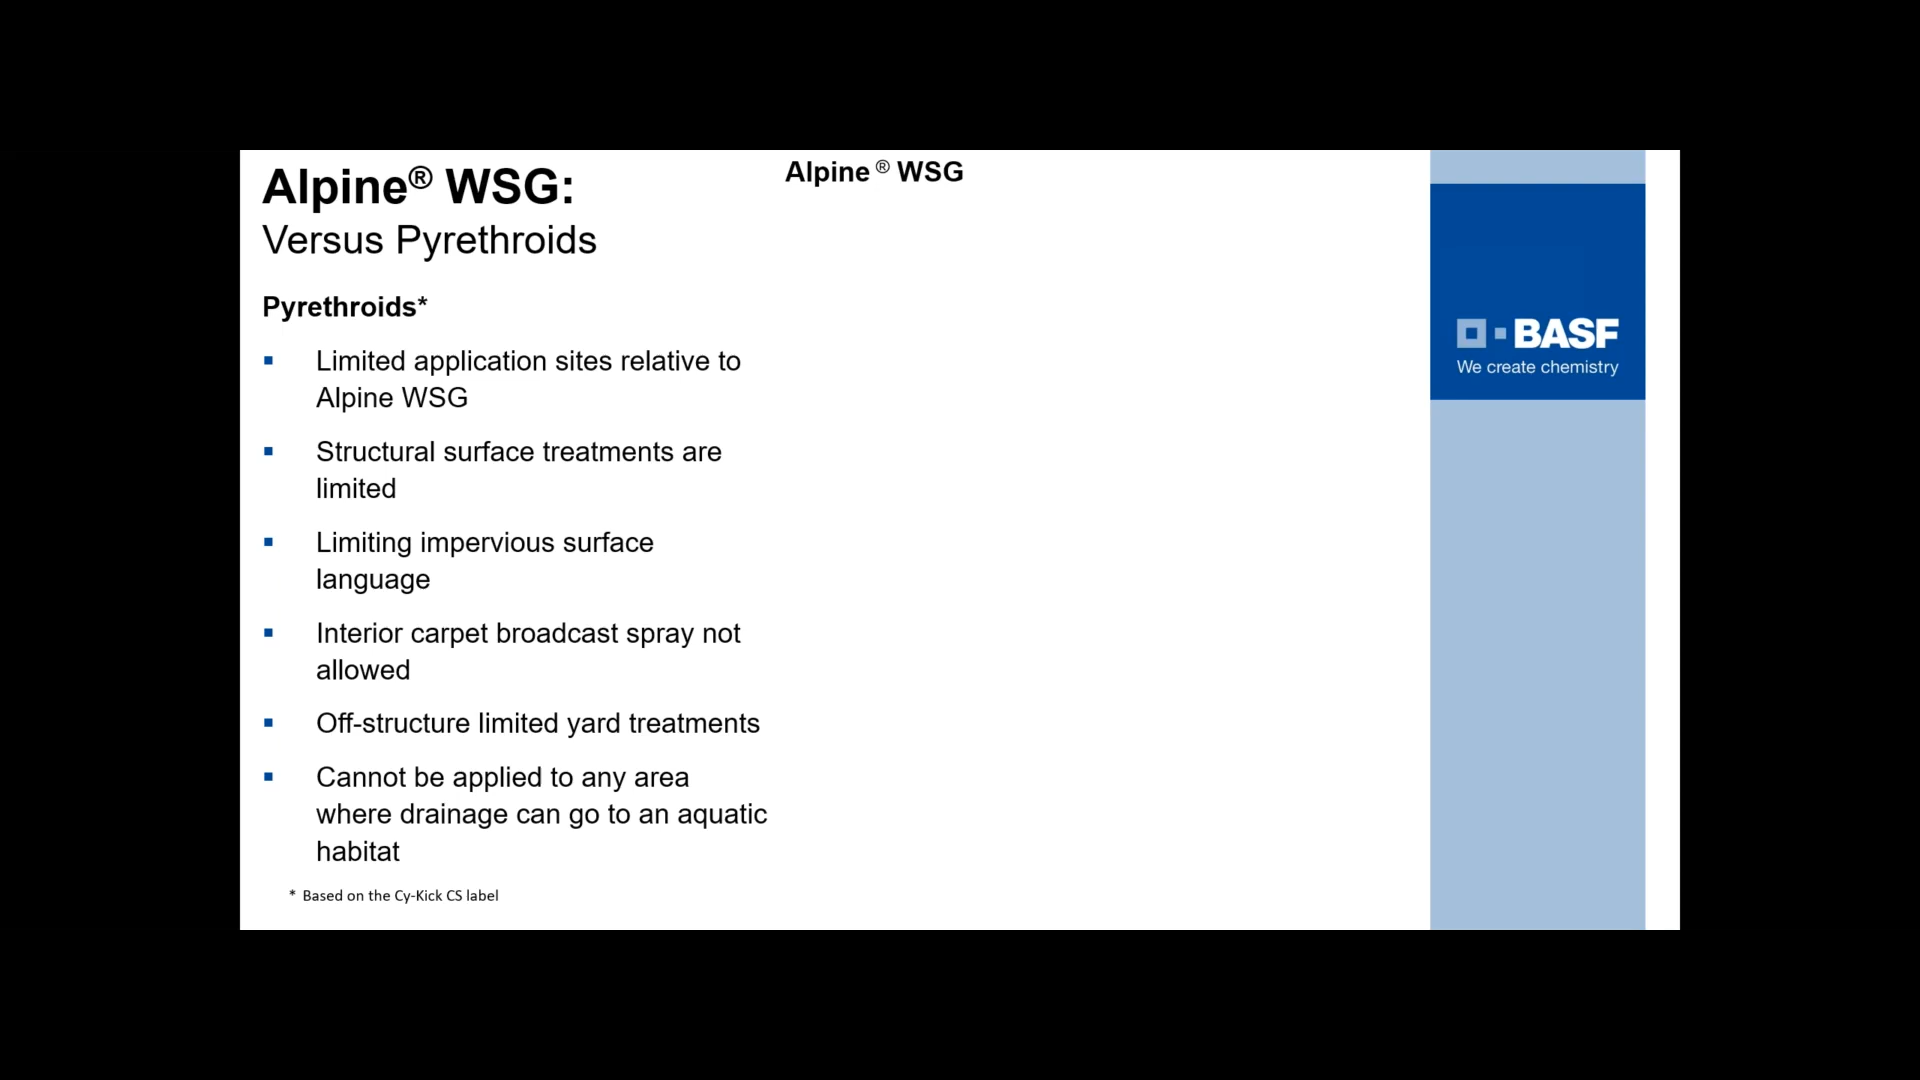 Alpine® WSG:
Versus Pyrethroids
Pyrethroids*
▪ Limited application sites relative to
Alpine WSG
▪ Structural surface treatments are
limited
▪ Limiting impervious surface
language
▪ Interior carpet broadcast spray not
allowed
▪ Off-structure limited yard treatments
▪ Cannot be applied to any area
where drainage can go to an aquatic
habitat
* Based on the Cy-Kick CS label
Alpine ® WSG
BASF
We create chemistry